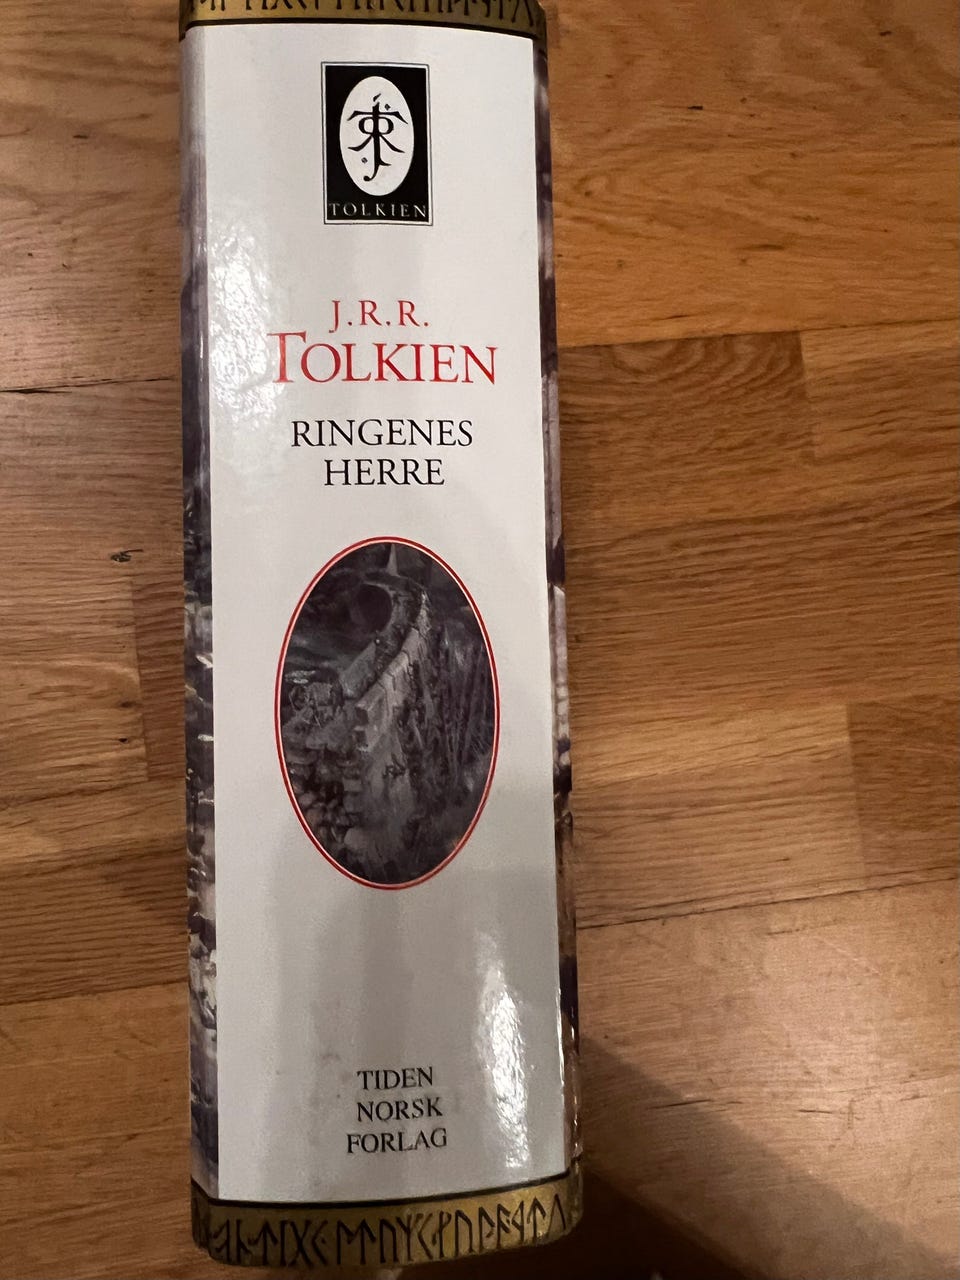 TOLKIEN
J.R.R.
TOLKIEN
RINGENES
HERRE
TIDEN
NORSK
FORLAG